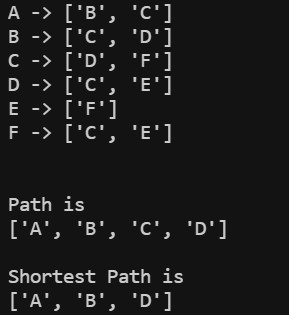 A -> ['B', 'C']
B -> ['C', 'D']
C -> ['D', 'F']
D -> ['C', 'E']
E -> ['F']
F -> ['C', 'E']
Path is
['A', 'B', 'C', 'D']
Shortest Path is
['A', 'B', 'D']